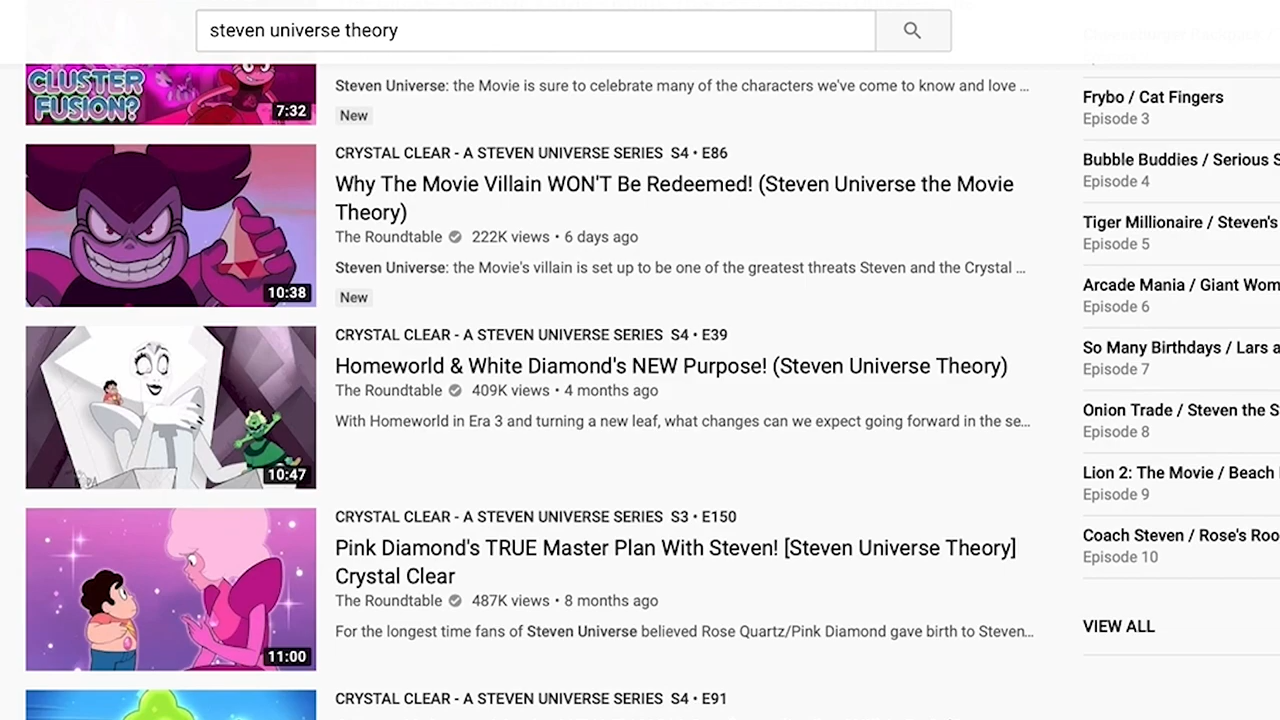 steven universe theory
CLUSTER
FUSION?
7:32
Steven Universe: the Movie is sure to celebrate many of the characters we've come to know and love ...
New
CRYSTAL CLEAR - A STEVEN UNIVERSE SERIES S4 • E86
Why The Movie Villain WON'T Be Redeemed! (Steven Universe the Movie
Theory)
The Roundtable 222K views • 6 days ago
Steven Universe: the Movie's villain is set up to be one of the greatest threats Steven and the Crystal ...
10:38
New
CRYSTAL CLEAR - A STEVEN UNIVERSE SERIES S4 • E39
Homeworld & White Diamond's NEW Purpose! (Steven Universe Theory)
The Roundtable 409K views • 4 months ago
With Homeworld in Era 3 and turning a new leaf, what changes can we expect going forward in the se...
10:47
CRYSTAL CLEAR - A STEVEN UNIVERSE SERIES S3 • E150
Pink Diamond's TRUE Master Plan With Steven! [Steven Universe Theory]
Crystal Clear
The Roundtable 487K views • 8 months ago
For the longest time fans of Steven Universe believed Rose Quartz/Pink Diamond gave birth to Steven...
11:00
CRYSTAL CLEAR - A STEVEN UNIVERSE SERIES S4 • E91
Frybo / Cat Fingers
Episode 3
Bubble Buddies / Serious S
Episode 4
Tiger Millionaire / Steven's
Episode 5
Arcade Mania / Giant Wom
Episode 6
So Many Birthdays / Lars a
Episode 7
Onion Trade / Steven the S
Episode 8
Lion 2: The Movie / Beach
Episode 9
Coach Steven / Rose's Roo
Episode 10
VIEW ALL